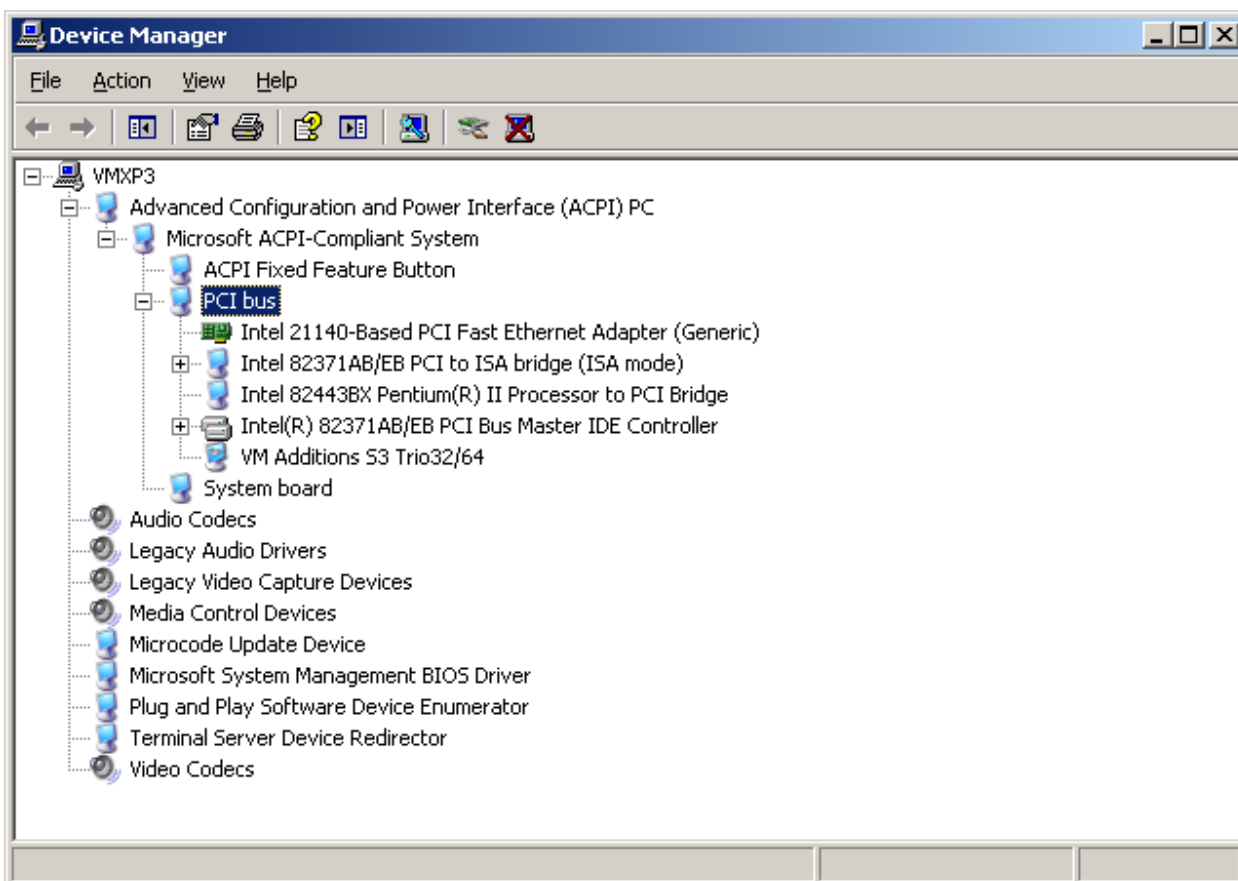 Device Manager
File Action View Help
VMXP3
Advanced Configuration and Power Interface (ACPI) PC
Microsoft ACPI-Compliant System
ACPI Fixed Feature Button
PCI bus
Intel 21140-Based PCI Fast Ethernet Adapter (Generic)
Intel 82371AB/EB PCI to ISA bridge (ISA mode)
Intel 82443BX Pentium(R) II Processor to PCI Bridge
Intel(R) 82371AB/EB PCI Bus Master IDE Controller
VM Additions S3 Trio32/64
System board
Audio Codecs
Legacy Audio Drivers
Legacy Video Capture Devices
Media Control Devices
Microcode Update Device
Microsoft System Management BIOS Driver
Plug and Play Software Device Enumerator
Terminal Server Device Redirector
Video Codecs